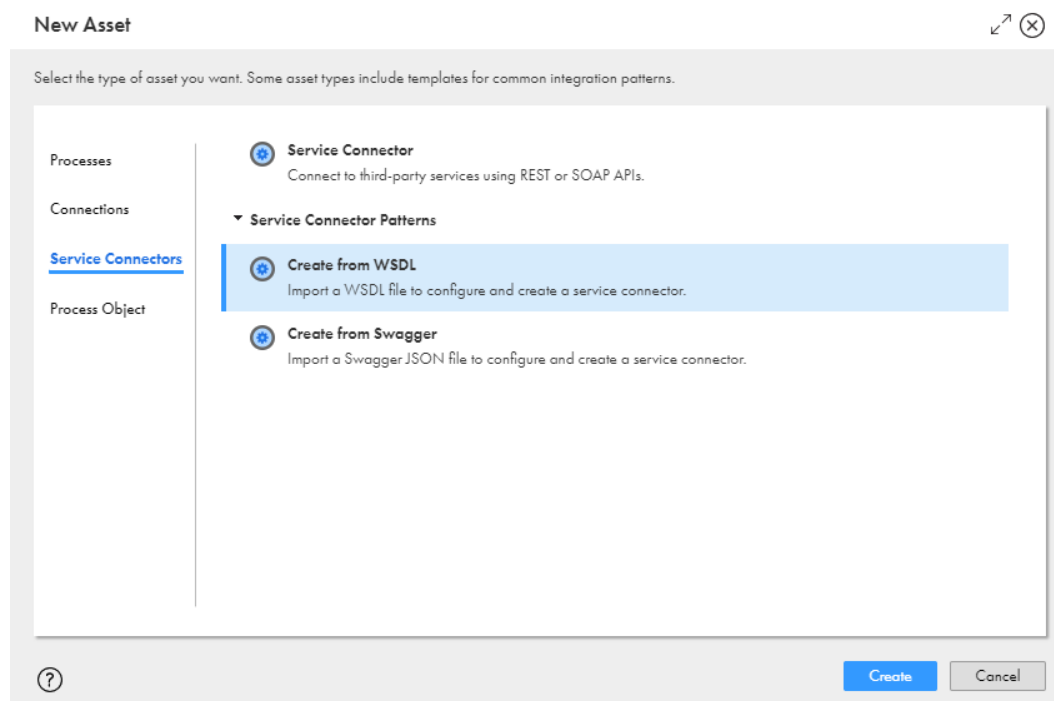 New Asset
Select the type of asset you want. Some asset types include templates for common integration patterns.
Processes
Connections
Service Connectors
Process Object
Service Connector
Connect to third-party services using REST or SOAP APIs.
Service Connector Patterns
Create from WSDL
Import a WSDL file to configure and create a service connector.
Create from Swagger
Import a Swagger JSON file to configure and create a service connector.
?
Create
Cancel